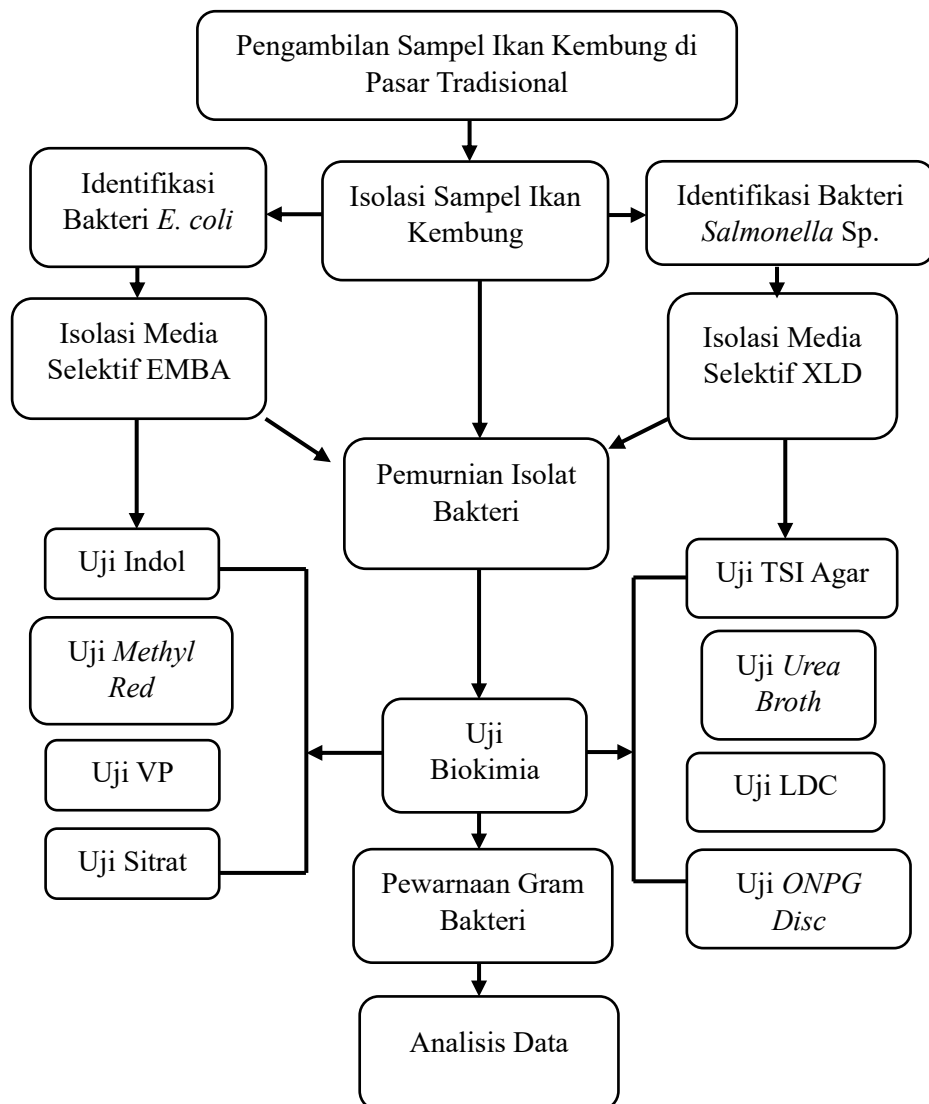 Pengambilan Sampel Ikan Kembung di
Pasar Tradisional
Identifikasi
Bakteri E. coli
Isolasi Sampel Ikan
Kembung
Identifikasi Bakteri
Salmonella Sp.
Isolasi Media
Selektif EMBA
Isolasi Media
Selektif XLD
Pemurnian Isolat
Bakteri
Uji Indol
Uji Methyl
Red
Uji VP
Uji Sitrat
Uji
Biokimia
Uji TSI Agar
Uji Urea
Broth
Uji LDC
Uji ONPG
Disc
Pewarnaan Gram
Bakteri
Analisis Data